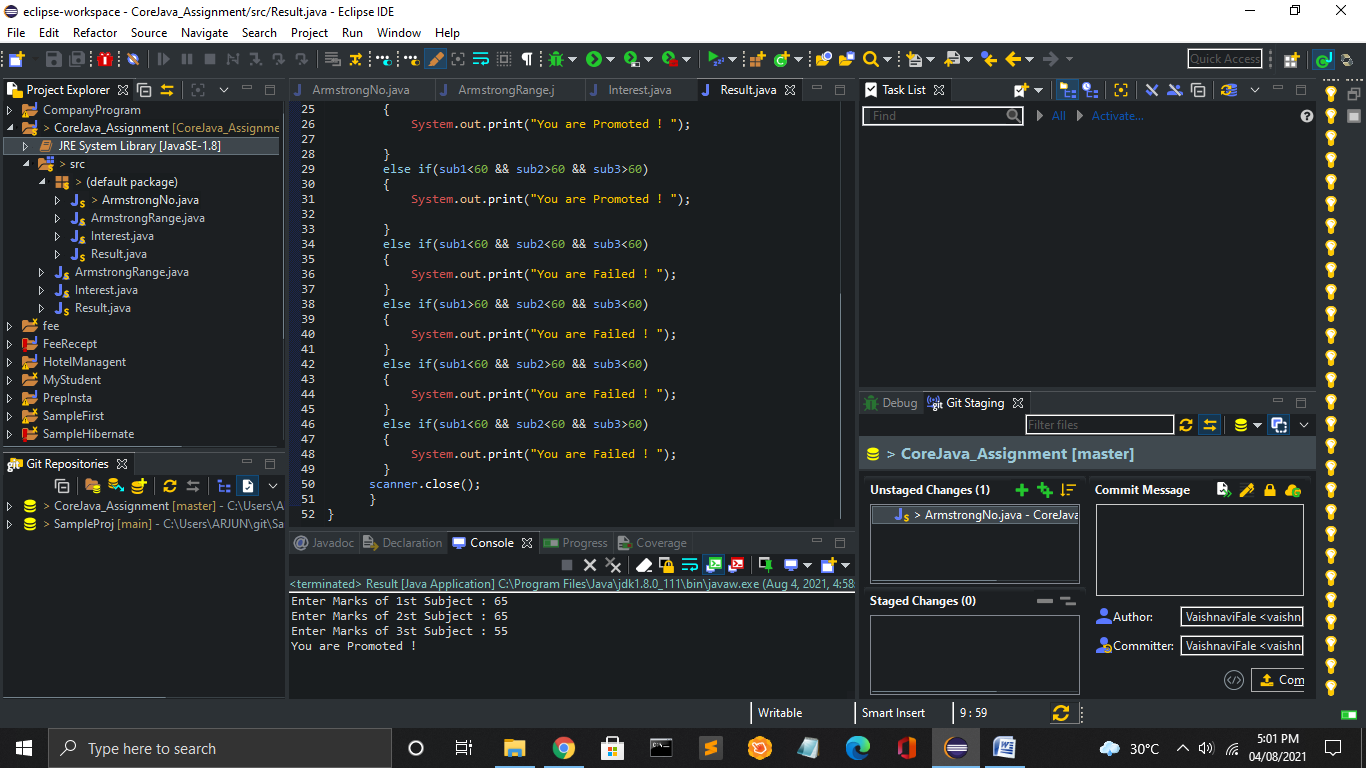 eclipse-workspace - CoreJava_Assignment/src/Result.java - Eclipse IDE
File Edit Refactor Source Navigate Search Project Run Window Help
Quick Access
Project Explorer
CompanyProgram
> CoreJava_Assignment [CoreJava_Assignme
JRE System Library [JavaSE-1.8]
> src
> (default package)
> ArmstrongNo.java
ArmstrongRange.java
Interest.java
Result.java
ArmstrongRange.java
Interest.java
Result.java
fee
FeeRecept
HotelManagent
MyStudent
PrepInsta
SampleFirst
SampleHibernate
Git Repositories
> CoreJava_Assignment [master] - C:\Users\A
> SampleProj [main] - C:\Users\ARJUN\git\Sa
ArmstrongNo.java ArmstrongRange.j Interest.java Result.java
25 {
26 System.out.print("You are Promoted ! ");
27
28 }
29 else if(sub1<60 && sub2>60 && sub3>60)
30 {
31 System.out.print("You are Promoted ! ");
32
33 }
34 else if(sub1<60 && sub2<60 && sub3<60)
35 {
36 System.out.print("You are Failed ! ");
37 }
38 else if(sub1>60 && sub2<60 && sub3<60)
39 {
40 System.out.print("You are Failed ! ");
41 }
42 else if(sub1<60 && sub2>60 && sub3<60)
43 {
44 System.out.print("You are Failed ! ");
45 }
46 else if(sub1<60 && sub2<60 && sub3>60)
47 {
48 System.out.print("You are Failed ! ");
49 }
50 scanner.close();
51 }
52 }
Javadoc Declaration Console Progress Coverage
<terminated> Result [Java Application] C:\Program Files\Java\jdk1.8.0_111\bin\javaw.exe (Aug 4, 2021, 4:58
Enter Marks of 1st Subject : 65
Enter Marks of 2st Subject : 65
Enter Marks of 3st Subject : 55
You are Promoted !
Task List
Find All Activate...
Debug Git Staging
Filter files
> CoreJava_Assignment [master]
Unstaged Changes (1)
> ArmstrongNo.java - CoreJava
Staged Changes (0)
Commit Message
Author: VaishnaviFale <vaishn
Committer: VaishnaviFale <vaishn
Com
Writable Smart Insert 9 : 59
Type here to search
30°C
5:01 PM
04/08/2021